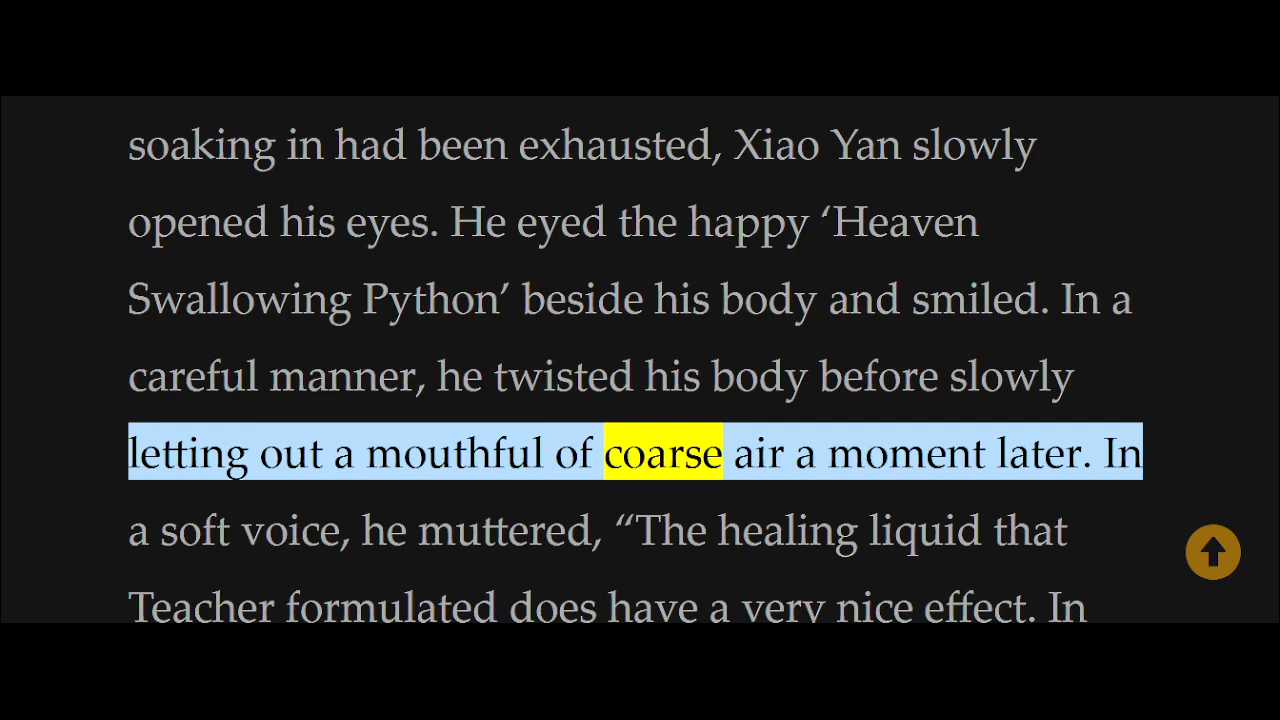 soaking in had been exhausted, Xiao Yan slowly
opened his eyes. He eyed the happy ‘Heaven
Swallowing Python’ beside his body and smiled. In a
careful manner, he twisted his body before slowly
letting out a mouthful of coarse air a moment later. In
a soft voice, he muttered, “The healing liquid that
Teacher formulated does have a very nice effect. In